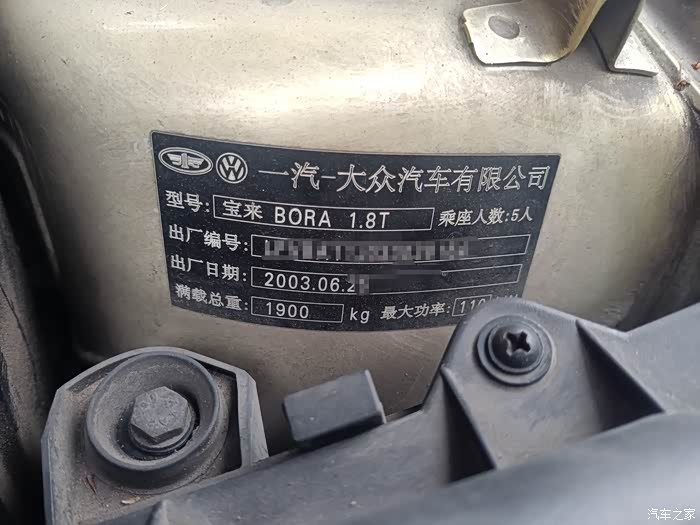 一汽-大众汽车有限公司
型号: 宝来 BORA 1.8T 乘座人数:5人
出厂编号:
出厂日期: 2003.06.2
满载总重: 1900 kg 最大功率: 110
汽车之家